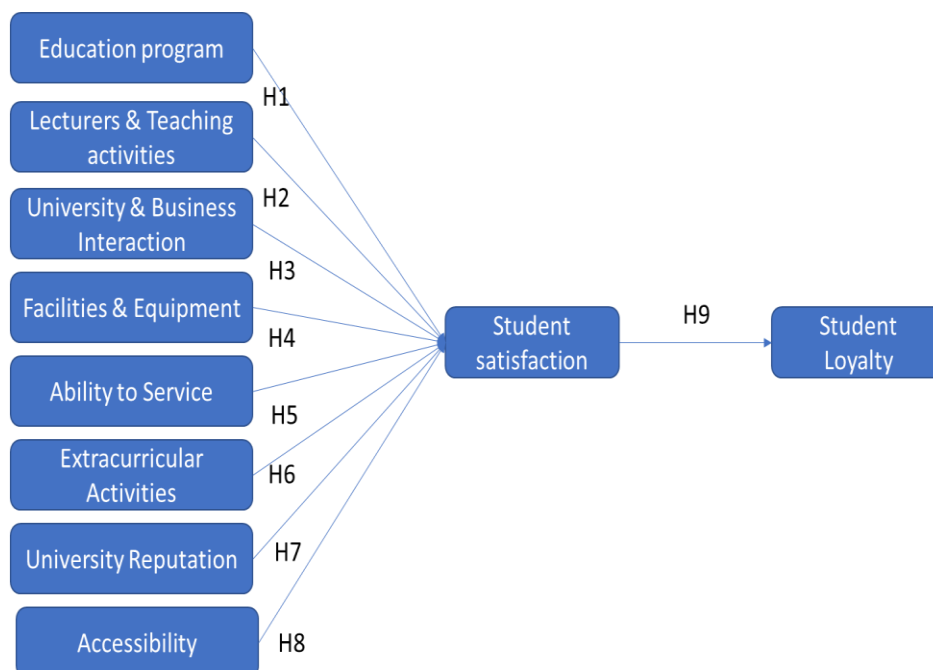 Education program
H1
Lecturers & Teaching
activities
H2
University & Business
Interaction
H3
Facilities & Equipment
H4
Student
satisfaction
H9
Student
Loyalty
Ability to Service
H5
Extracurricular
Activities
H6
University Reputation
H7
Accessibility
H8